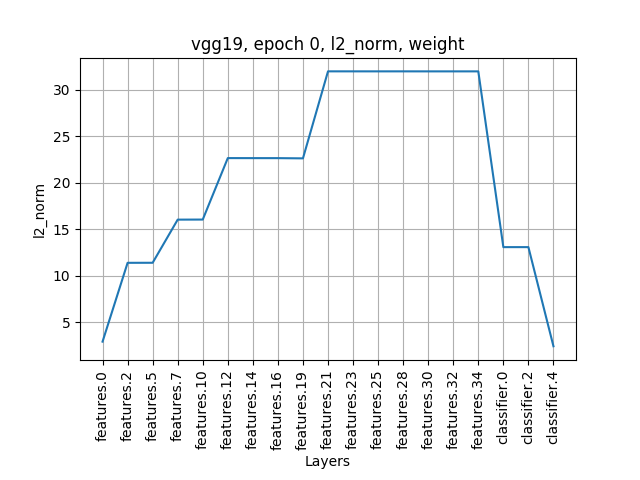 vgg19, epoch 0, l2_norm, weight
l2_norm
30
25
20
15
10
5
features.0
features.2
features.5
features.7
features.10
features.12
features.14
features.16
features.19
features.21
features.23
features.25
features.28
features.30
features.32
features.34
classifier.0
classifier.2
classifier.4
Layers